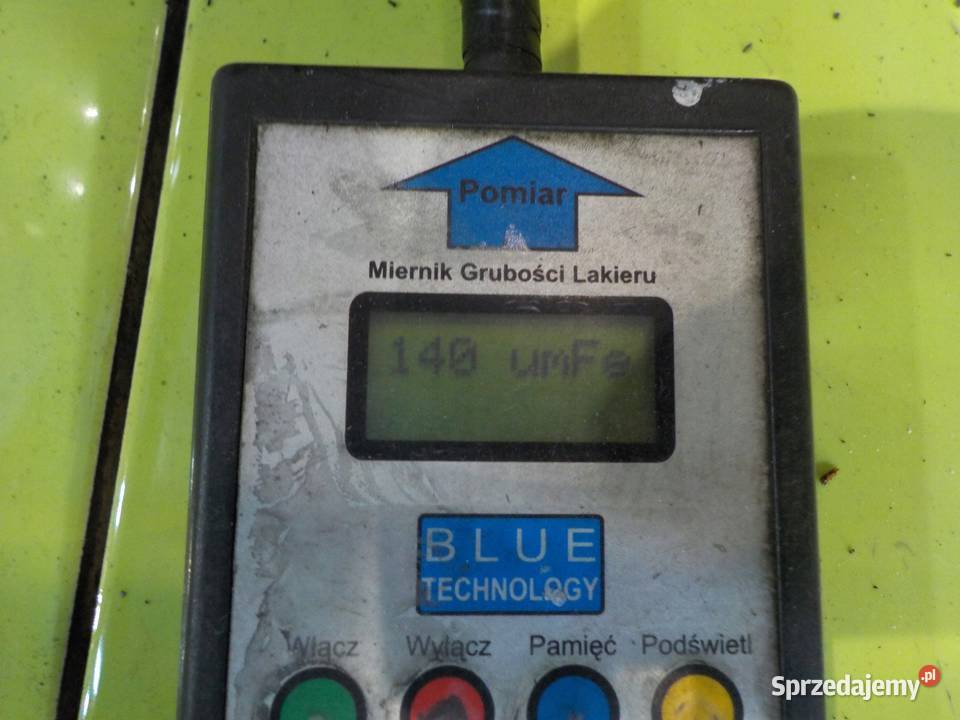 Pomiar
Miernik Grubości Lakieru
140 umFe
BLUE
TECHNOLOGY
Włącz Wyłącz Pamięć Podświetl
Sprzedajemy.pl